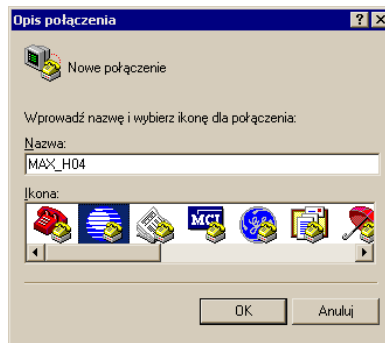 Opis połączenia
Nowe połączenie
Wprowadź nazwę i wybierz ikonę dla połączenia:
Nazwa:
MAX_H04
Ikona:
MCI
OK Anuluj